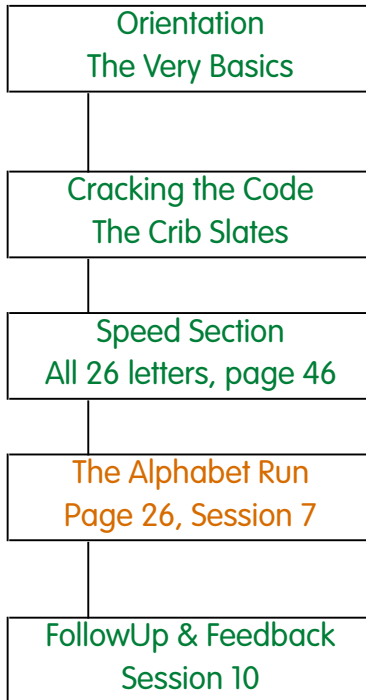 Orientation
The Very Basics
Cracking the Code
The Crib Slates
Speed Section
All 26 letters, page 46
The Alphabet Run
Page 26, Session 7
FollowUp & Feedback
Session 10